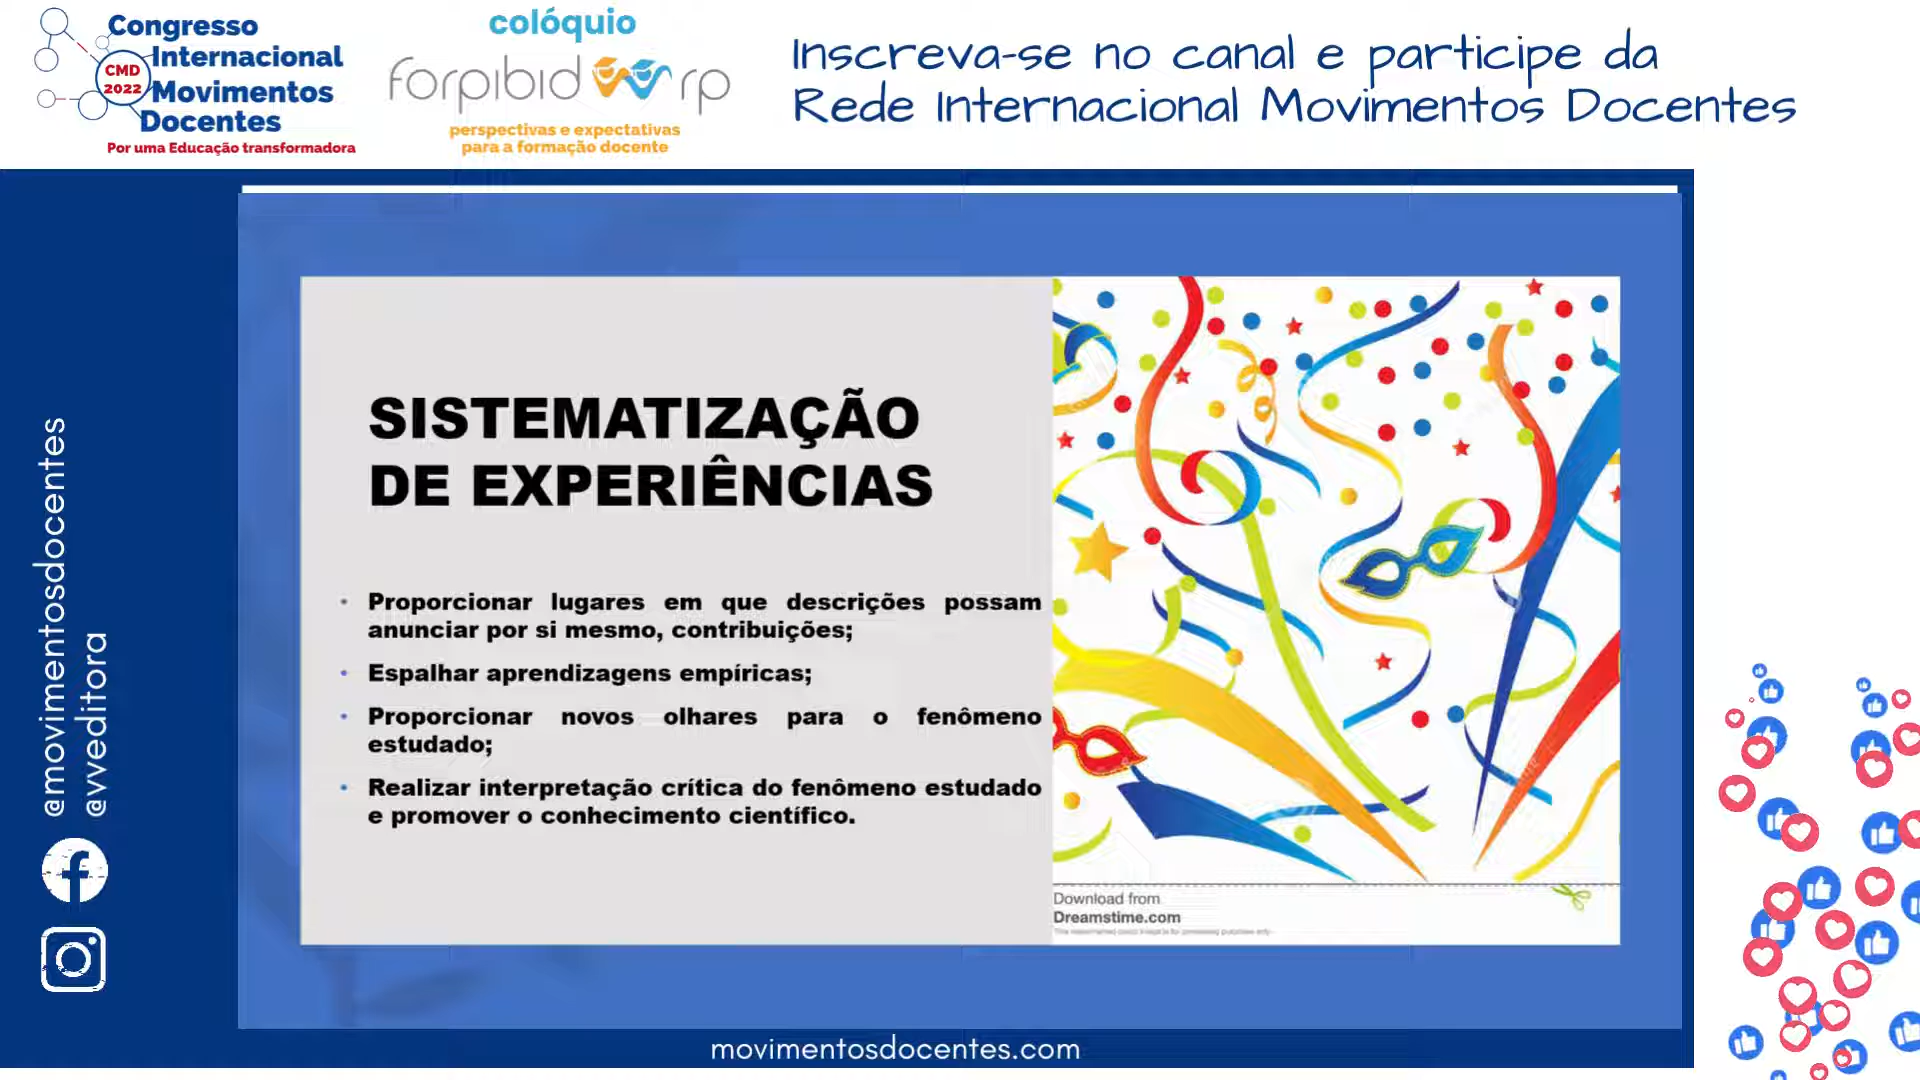 Congresso
Internacional
CMD
2022
Movimentos
Docentes
Por uma Educação transformadora
colóquio
forpibid rp
perspectivas e expectativas
para a formação docente
Inscreva-se no canal e participe da
Rede Internacional Movimentos Docentes
@movimentosdocentes
@vveditora
SISTEMATIZAÇÃO
DE EXPERIÊNCIAS
• Proporcionar lugares em que descrições possam
anunciar por si mesmo, contribuições;
• Espalhar aprendizagens empíricas;
• Proporcionar novos olhares para o fenômeno
estudado;
• Realizar interpretação crítica do fenômeno estudado
e promover o conhecimento científico.
Download from
Dreamstime.com
movimentosdocentes.com